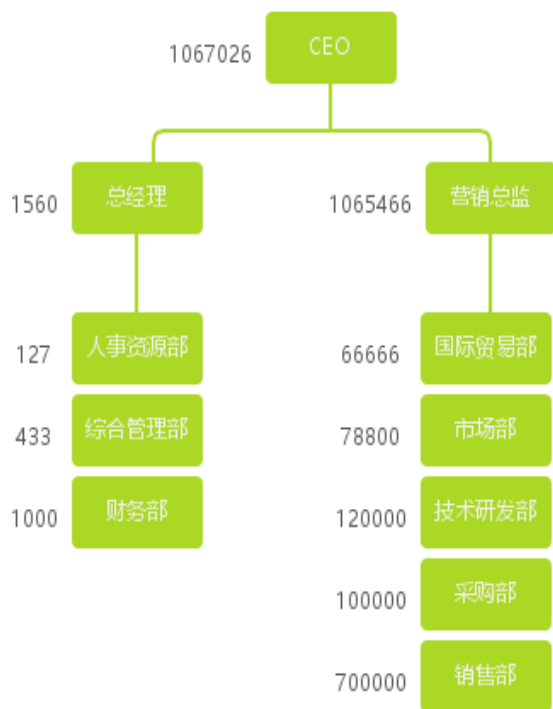 1067026 CEO
1560 总经理
1065466 营销总监
127 人事资源部
433 综合管理部
1000 财务部
66666 国际贸易部
78800 市场部
120000 技术研发部
100000 采购部
700000 销售部